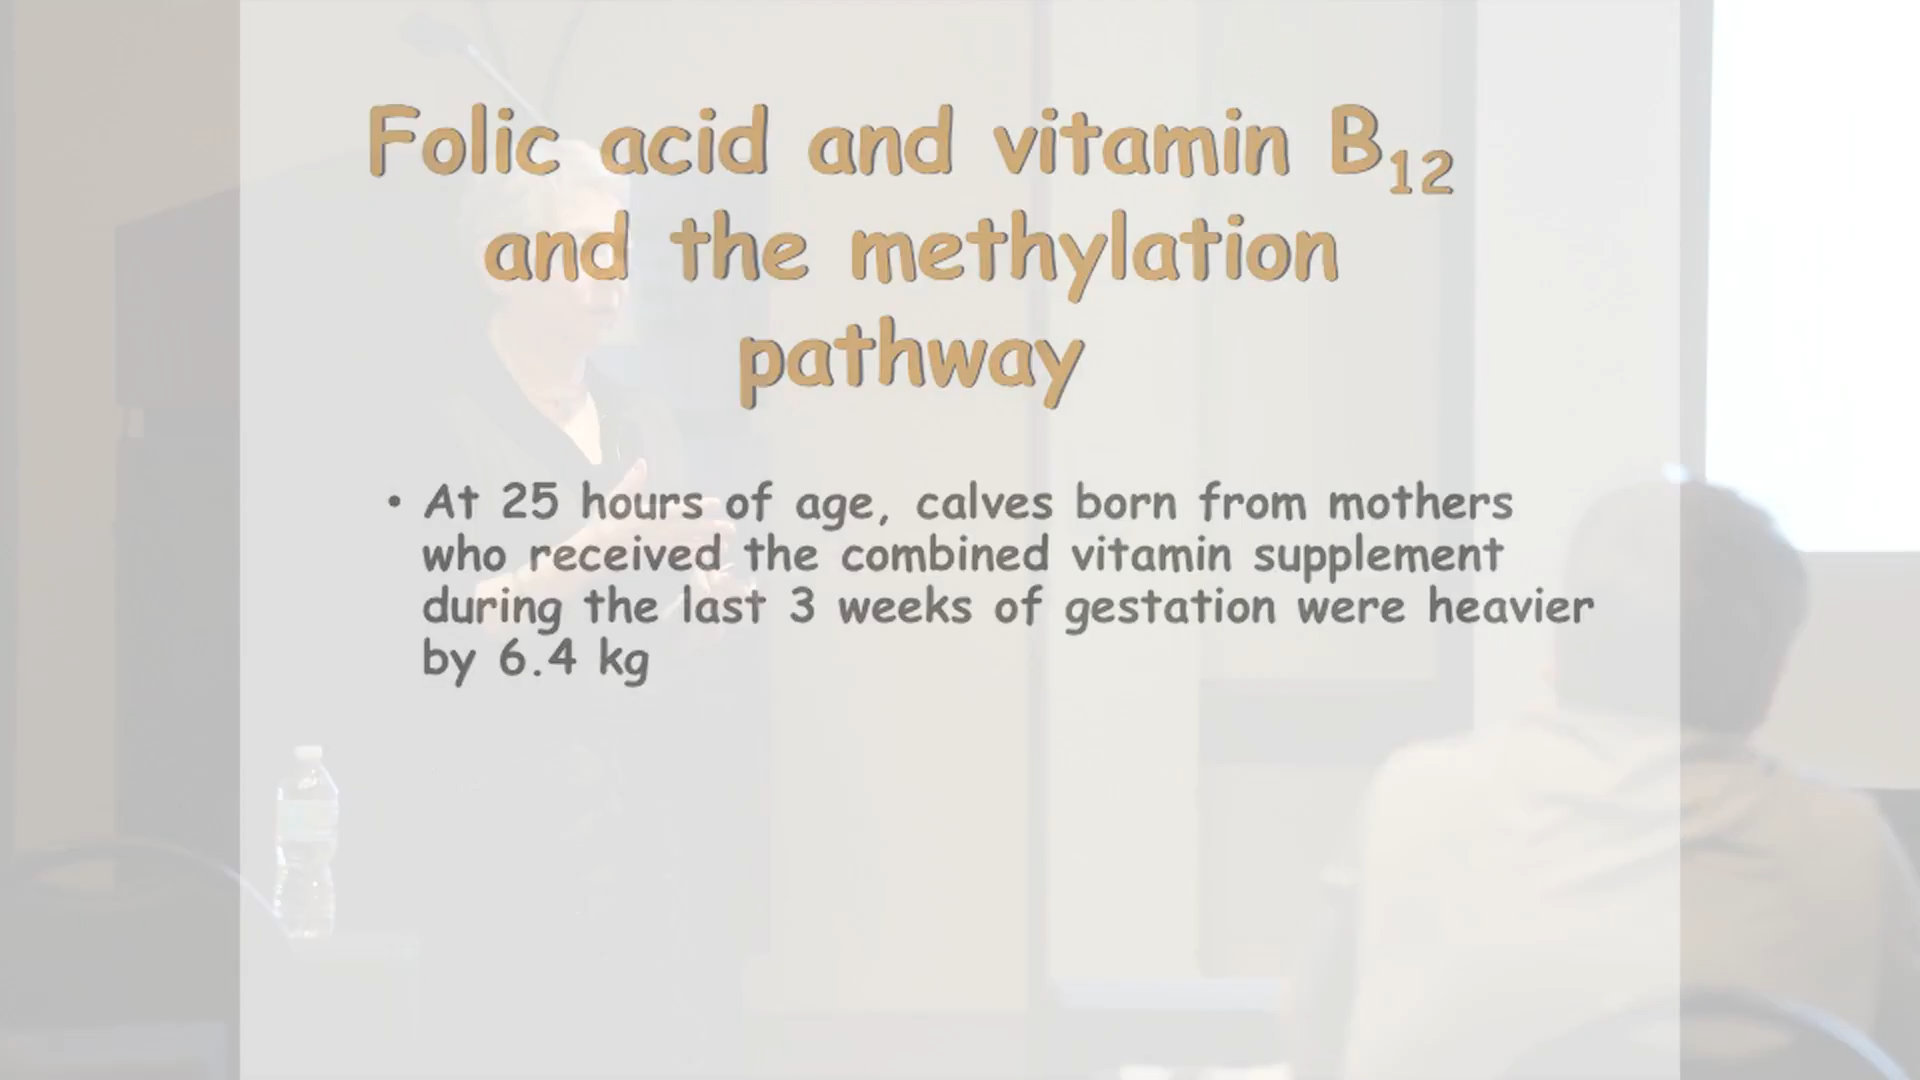 Folic acid and vitamin B₁₂
and the methylation
pathway
• At 25 hours of age, calves born from mothers
who received the combined vitamin supplement
during the last 3 weeks of gestation were heavier
by 6.4 kg